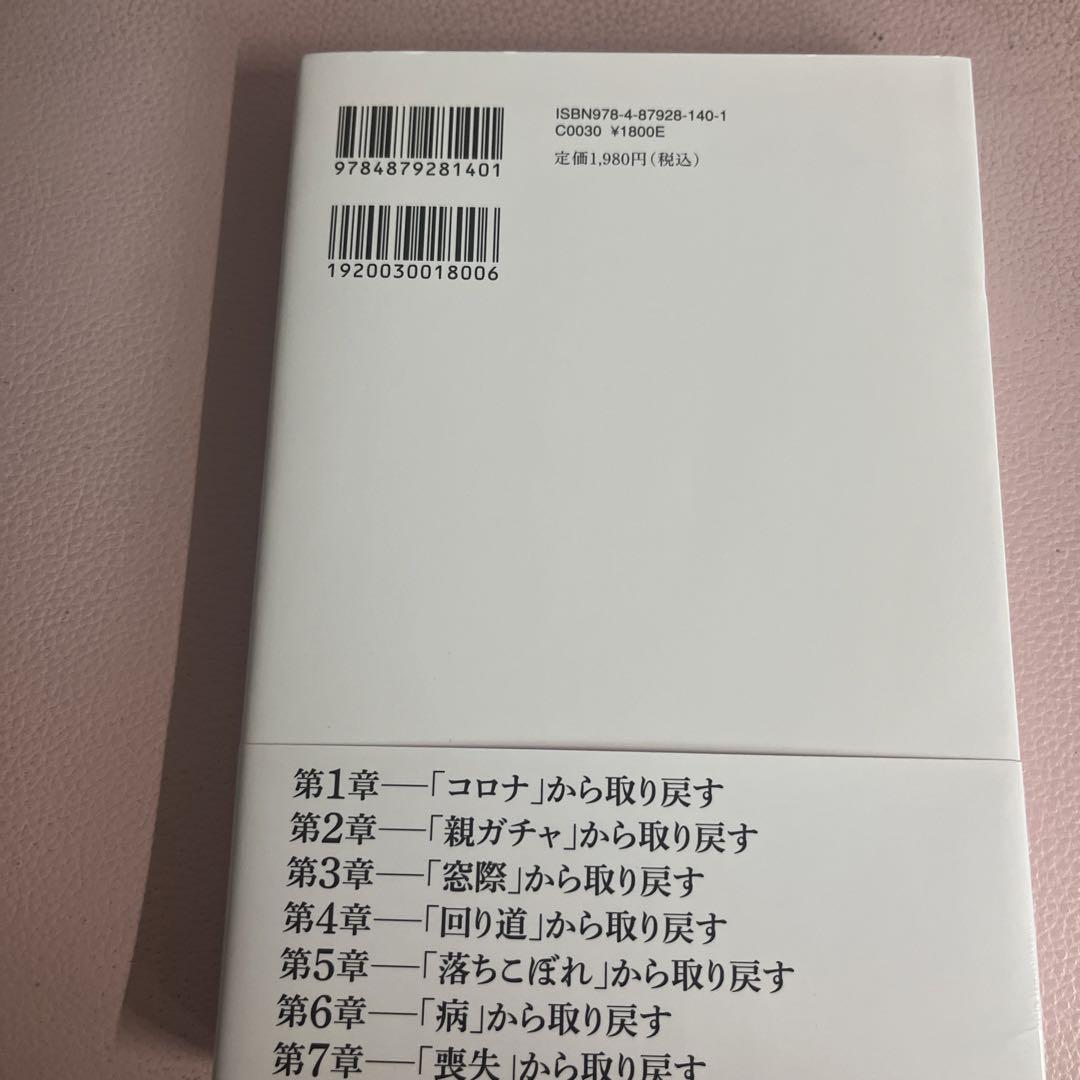 9784879281401
ISBN978-4-87928-140-1
C0030 ¥1800E
定価1,980円(税込)
1920030018006
第1章──「コロナ」から取り戻す
第2章──「親ガチャ」から取り戻す
第3章──「窓際」から取り戻す
第4章──「回り道」から取り戻す
第5章──「落ちこぼれ」から取り戻す
第6章──「病」から取り戻す
第7章──「喪失」から取り戻す